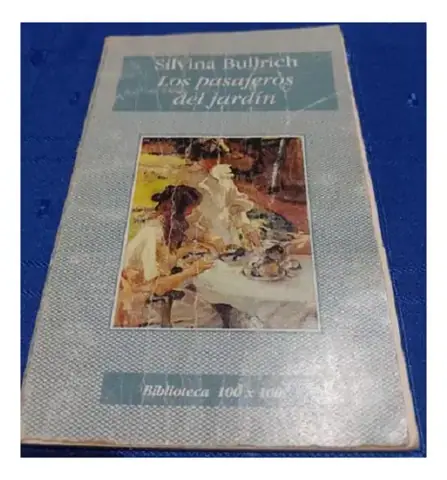 Silvina Bullrich
Los pasajeros
del jardín
Biblioteca 100 x 100